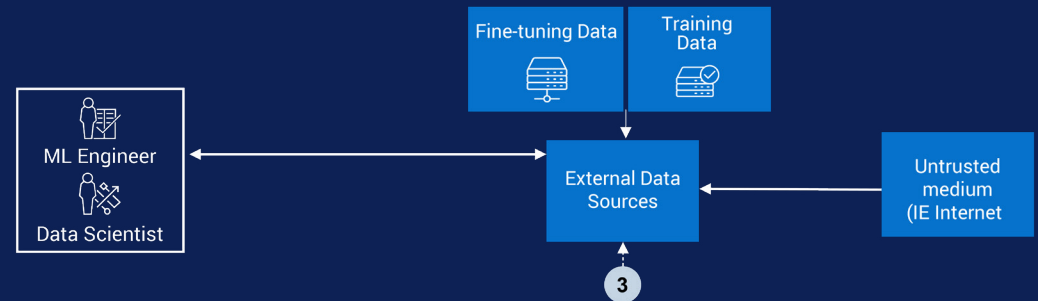 Fine-tuning Data
Training
Data
ML Engineer
Data Scientist
External Data
Sources
Untrusted
medium
(IE Internet
3